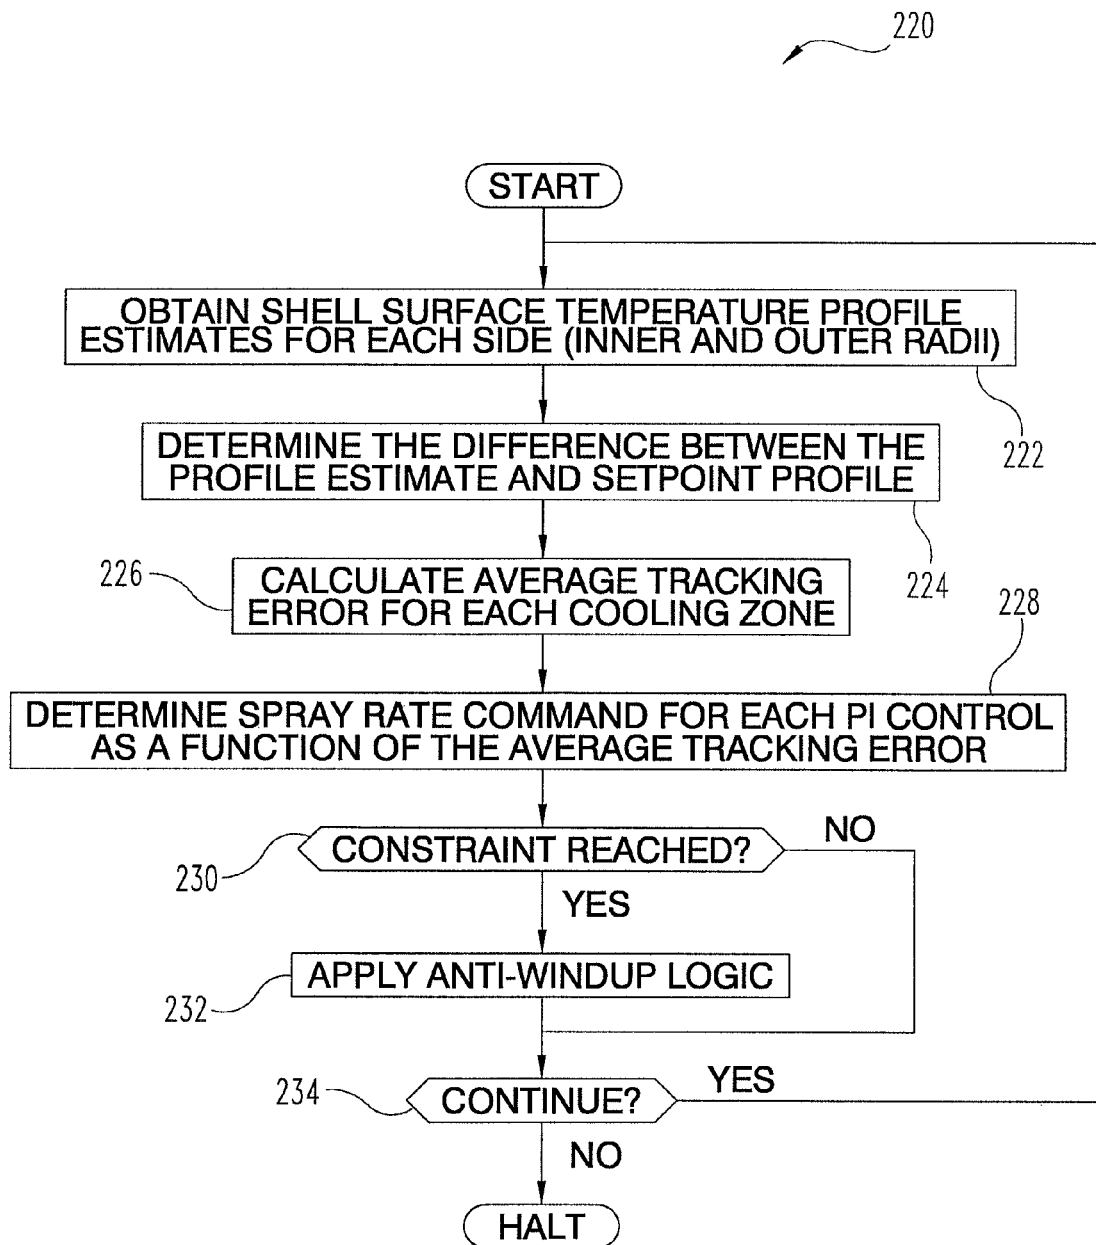 220
START
OBTAIN SHELL SURFACE TEMPERATURE PROFILE
ESTIMATES FOR EACH SIDE (INNER AND OUTER RADII)
222
DETERMINE THE DIFFERENCE BETWEEN THE
PROFILE ESTIMATE AND SETPOINT PROFILE
224
226
CALCULATE AVERAGE TRACKING
ERROR FOR EACH COOLING ZONE
228
DETERMINE SPRAY RATE COMMAND FOR EACH PI CONTROL
AS A FUNCTION OF THE AVERAGE TRACKING ERROR
230
CONSTRAINT REACHED?
NO
YES
232
APPLY ANTI-WINDUP LOGIC
234
CONTINUE?
YES
NO
HALT